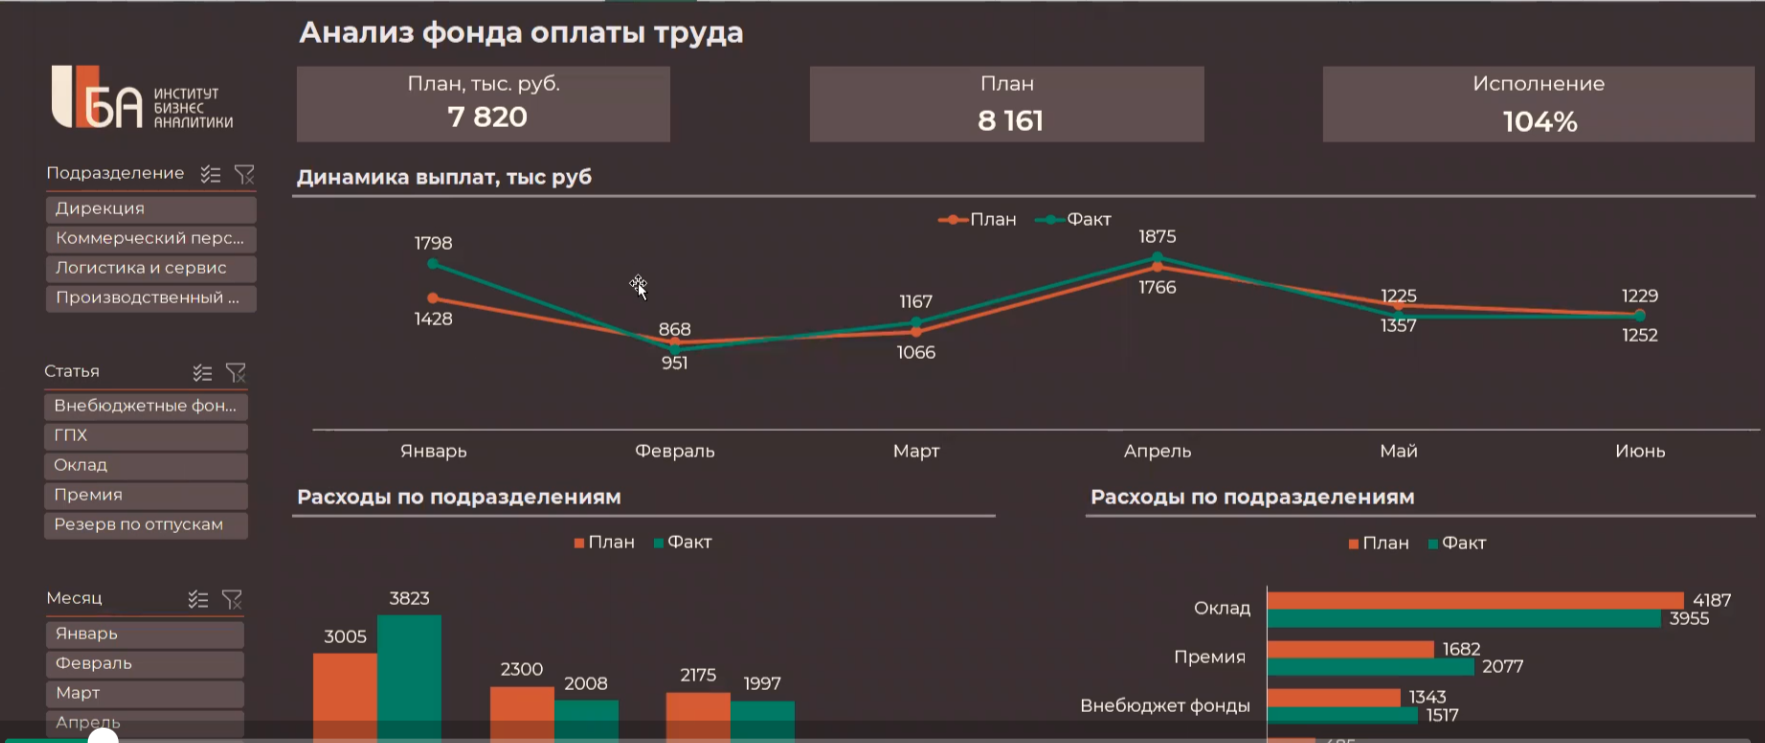 Анализ фонда оплаты труда
ИНСТИТУТ
БИЗНЕС
АНАЛИТИКИ
План, тыс. руб.
7 820
План
8 161
Исполнение
104%
Подразделение
Дирекция
Коммерческий перс...
Логистика и сервис
Производственный ...
Статья
Внебюджетные фон...
ГПХ
Оклад
Премия
Резерв по отпускам
Месяц
Январь
Февраль
Март
Апрель
Динамика выплат, тыс руб
План Факт
1798
1428
868
951
1167
1066
1875
1766
1225
1357
1229
1252
Январь Февраль Март Апрель Май Июнь
Расходы по подразделениям
План Факт
3005 3823
2300 2008
2175 1997
Расходы по подразделениям
План Факт
Оклад 4187
3955
Премия 1682
2077
Внебюджет фонды 1343
1517